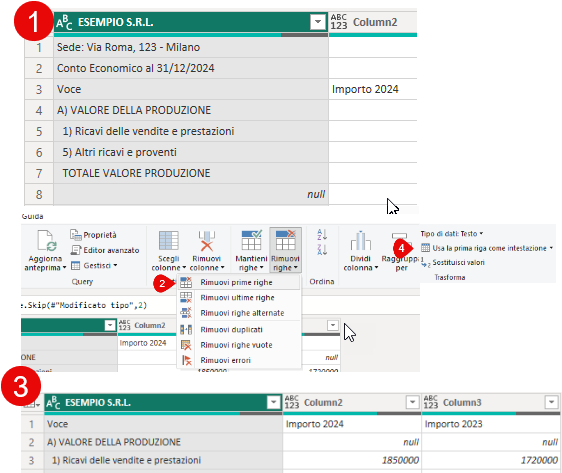 1
ABC ESEMPIO S.R.L.
ABC 123 Column2
1 Sede: Via Roma, 123 - Milano
2 Conto Economico al 31/12/2024
3 Voce Importo 2024
4 A) VALORE DELLA PRODUZIONE
5 1) Ricavi delle vendite e prestazioni
6 5) Altri ricavi e proventi
7 TOTALE VALORE PRODUZIONE
8 null
Guida
Aggiorna anteprima
Proprietà
Editor avanzato
Gestisci
Query
Scegli colonne
Rimuovi colonne
Mantieni righe
Rimuovi righe
Ordina
Dividi colonna
Raggruppa per
Tipo di dati: Testo
4 Usa la prima riga come intestazione
Sostituisci valori
Trasforma
2 Rimuovi prime righe
Rimuovi ultime righe
Rimuovi righe alternate
Rimuovi duplicati
Rimuovi righe vuote
Rimuovi errori
e.Skip(#"Modificato tipo",2)
ABC 123 Column2
Importo 2024
null
1850000 1720000
3
ABC ESEMPIO S.R.L. ABC 123 Column2 ABC 123 Column3
1 Voce Importo 2024 Importo 2023
2 A) VALORE DELLA PRODUZIONE null null
3 1) Ricavi delle vendite e prestazioni 1850000 1720000